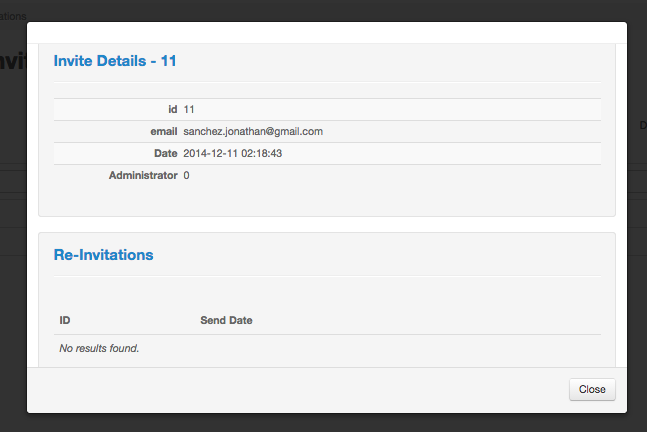 ations
Invite Details - 11
id 11
email sanchez.jonathan@gmail.com
Date 2014-12-11 02:18:43
Administrator 0
Re-Invitations
ID Send Date
No results found.
Close